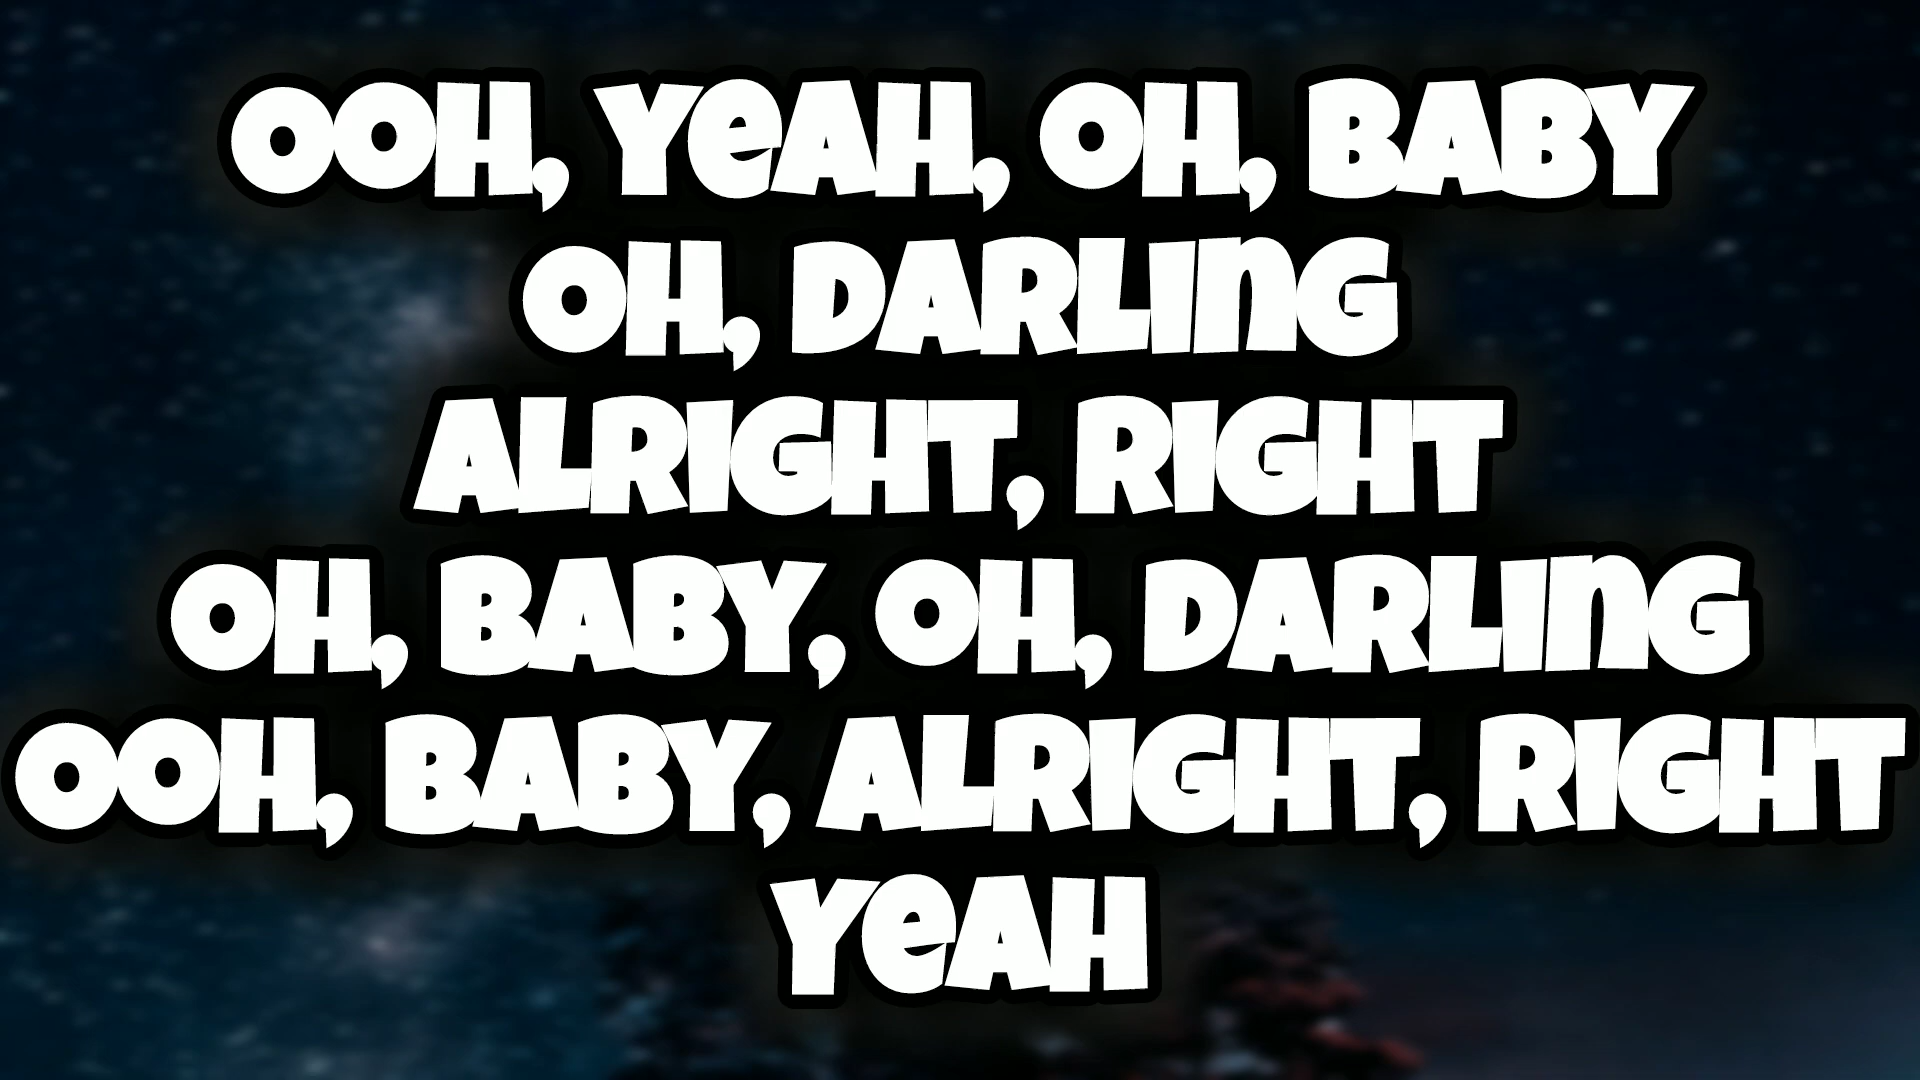 OOH, YeAH, OH, BABY
OH, DARLInG
ALRIGHT, RIGHT
OH, BABY, OH, DARLInG
OOH, BABY, ALRIGHT, RIGHT
YeAH